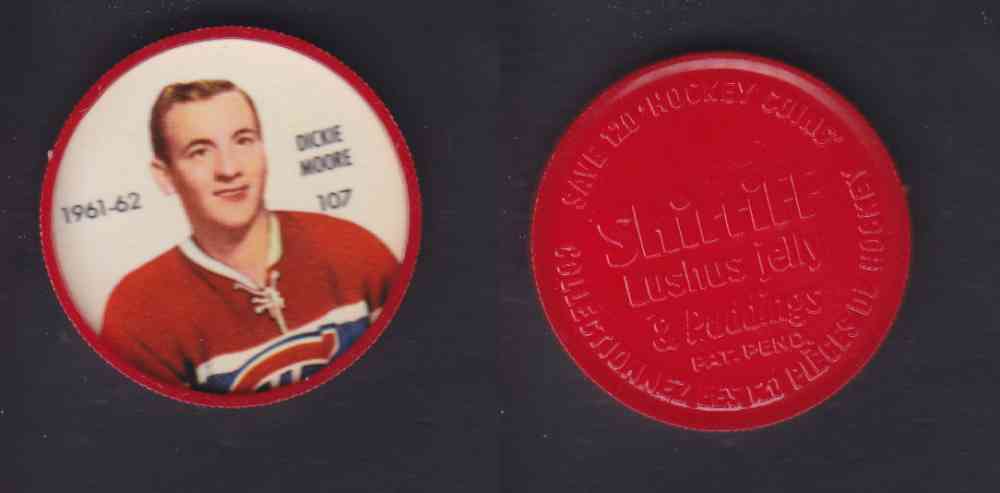 1961-62
DICKIE
MOORE
107
SAVE 120 "HOCKEY COINS"
Shirriff
Lushus jelly
& Puddings
PAT. PEND.
COLLECTIONNEZ LES 120 PIÈCES DE HOCKEY